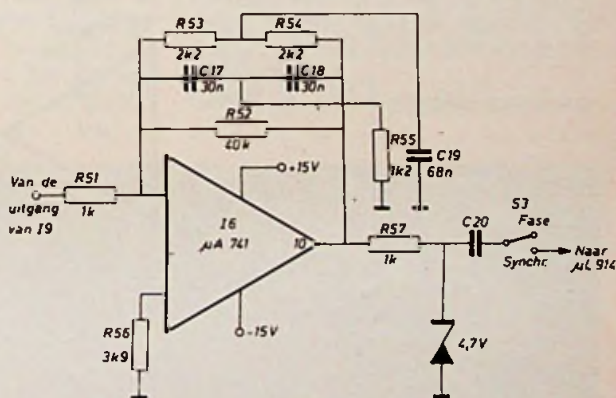 R53
2k2
R54
2k2
C17
30n
C18
30n
R52
40k
R55
1k2
C19
68n
+15V
Van de
uitgang
van I9
R51
1k
I6
µA 741
10
R57
1k
C20
S3
Fase
Synchr.
Naar
µL 914
R56
3k9
-15V
4,7V